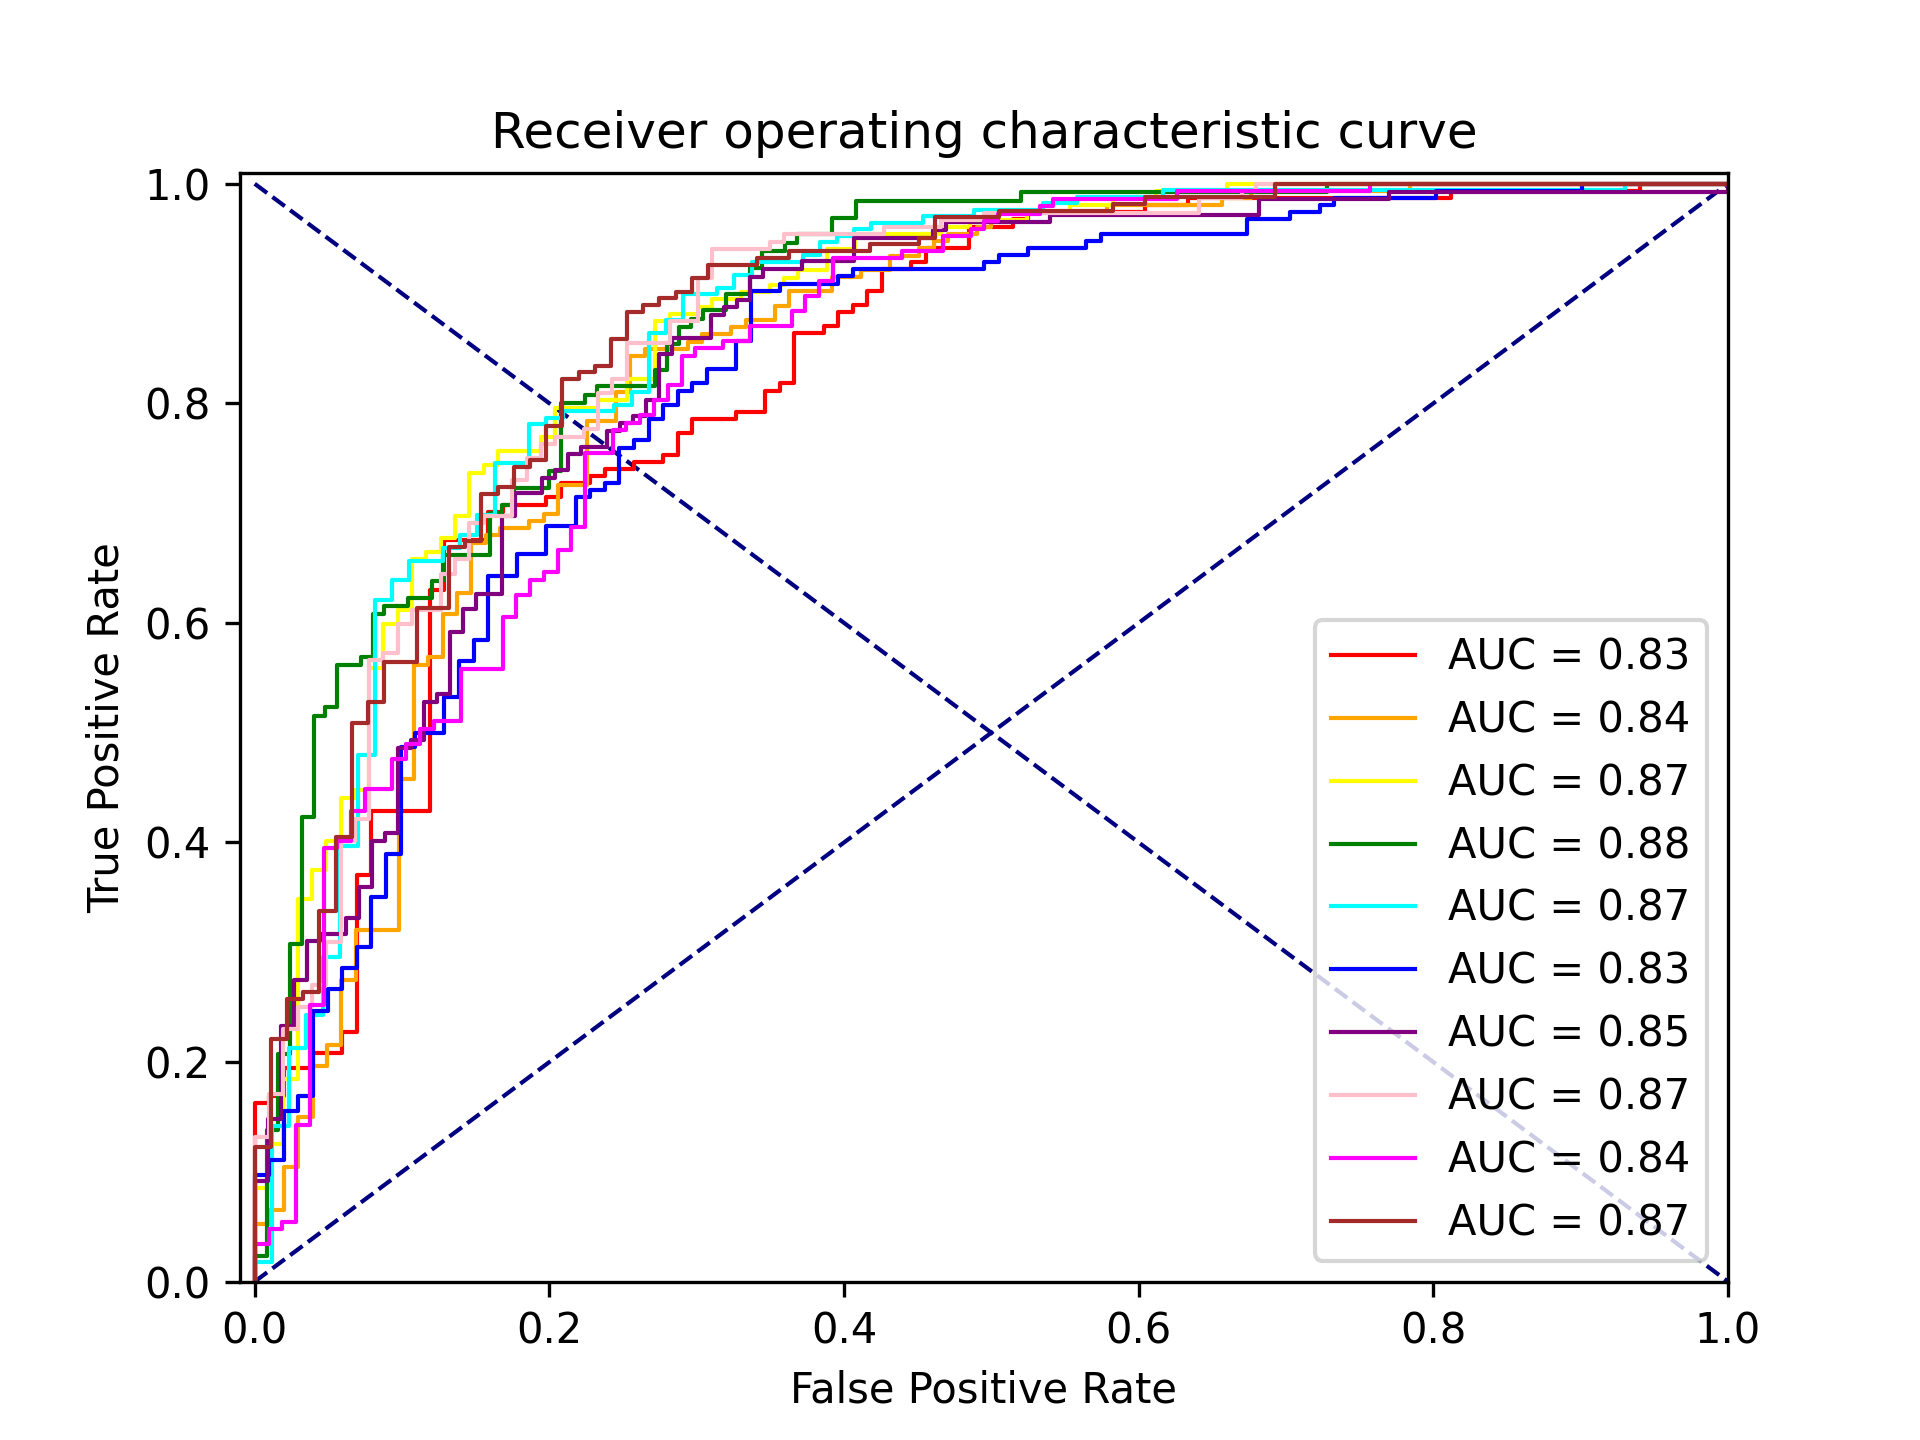 Receiver operating characteristic curve
True Positive Rate
1.0
0.8
0.6
0.4
0.2
0.0
AUC = 0.83
AUC = 0.84
AUC = 0.87
AUC = 0.88
AUC = 0.87
AUC = 0.83
AUC = 0.85
AUC = 0.87
AUC = 0.84
AUC = 0.87
0.0 0.2 0.4 0.6 0.8 1.0
False Positive Rate